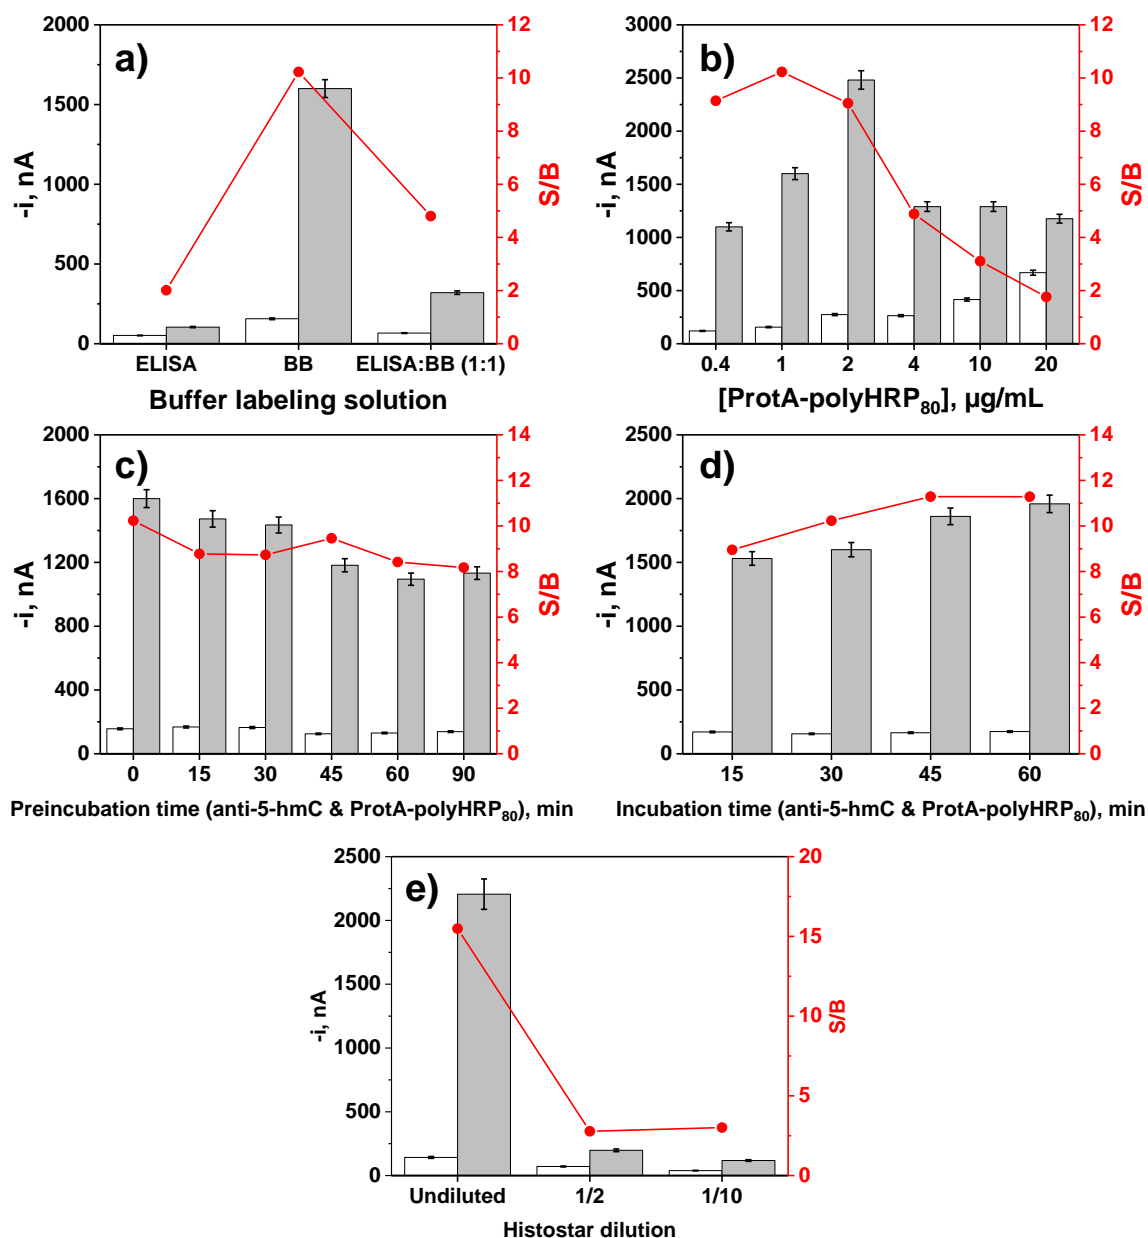 a)
2000
1500
1000
500
0
-i, nA
12
10
8
6
4
2
0
S/B
ELISA BB ELISA:BB (1:1)
Buffer labeling solution
b)
3000
2500
2000
1500
1000
500
0
-i, nA
12
10
8
6
4
2
0
S/B
0.4 1 2 4 10 20
[ProtA-polyHRP₈₀], µg/mL
c)
2000
1600
1200
800
400
0
-i, nA
14
12
10
8
6
4
2
0
S/B
0 15 30 45 60 90
Preincubation time (anti-5-hmC & ProtA-polyHRP₈₀), min
d)
2500
2000
1500
1000
500
0
-i, nA
14
12
10
8
6
4
2
0
S/B
15 30 45 60
Incubation time (anti-5-hmC & ProtA-polyHRP₈₀), min
e)
2500
2000
1500
1000
500
0
-i, nA
20
15
10
5
0
S/B
Undiluted 1/2 1/10
Histostar dilution